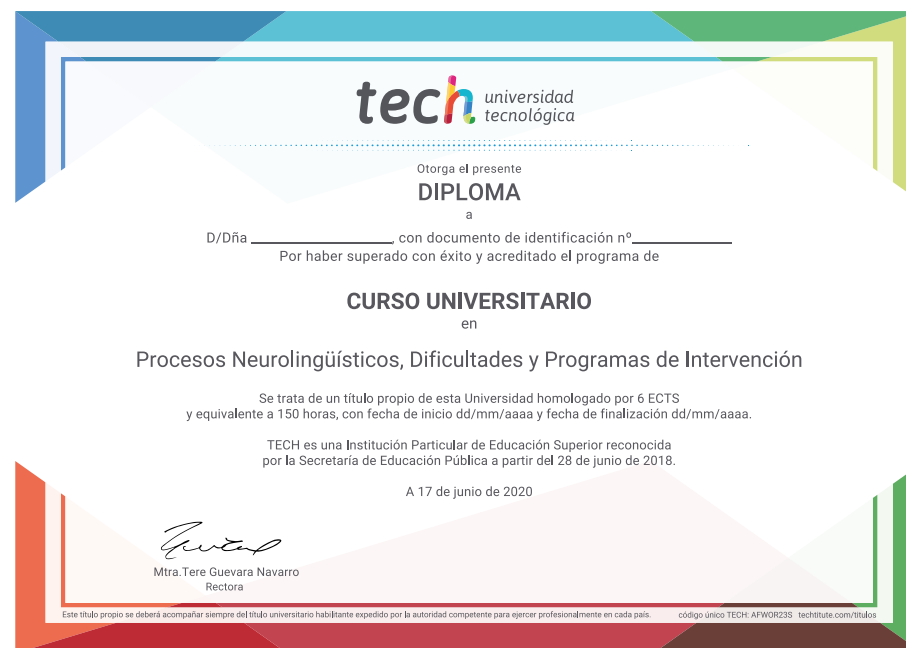 tech universidad
tecnológica
Otorga el presente
DIPLOMA
a
D/Dña ____________________, con documento de identificación nº______________
Por haber superado con éxito y acreditado el programa de
CURSO UNIVERSITARIO
en
Procesos Neurolingüísticos, Dificultades y Programas de Intervención
Se trata de un título propio de esta Universidad homologado por 6 ECTS
y equivalente a 150 horas, con fecha de inicio dd/mm/aaaa y fecha de finalización dd/mm/aaaa.
TECH es una Institución Particular de Educación Superior reconocida
por la Secretaría de Educación Pública a partir del 28 de junio de 2018.
A 17 de junio de 2020
Mtra.Tere Guevara Navarro
Rectora
Este título propio se deberá acompañar siempre del título universitario habilitante expedido por la autoridad competente para ejercer profesionalmente en cada país. código único TECH: AFWOR23S techtitute.com/titulos